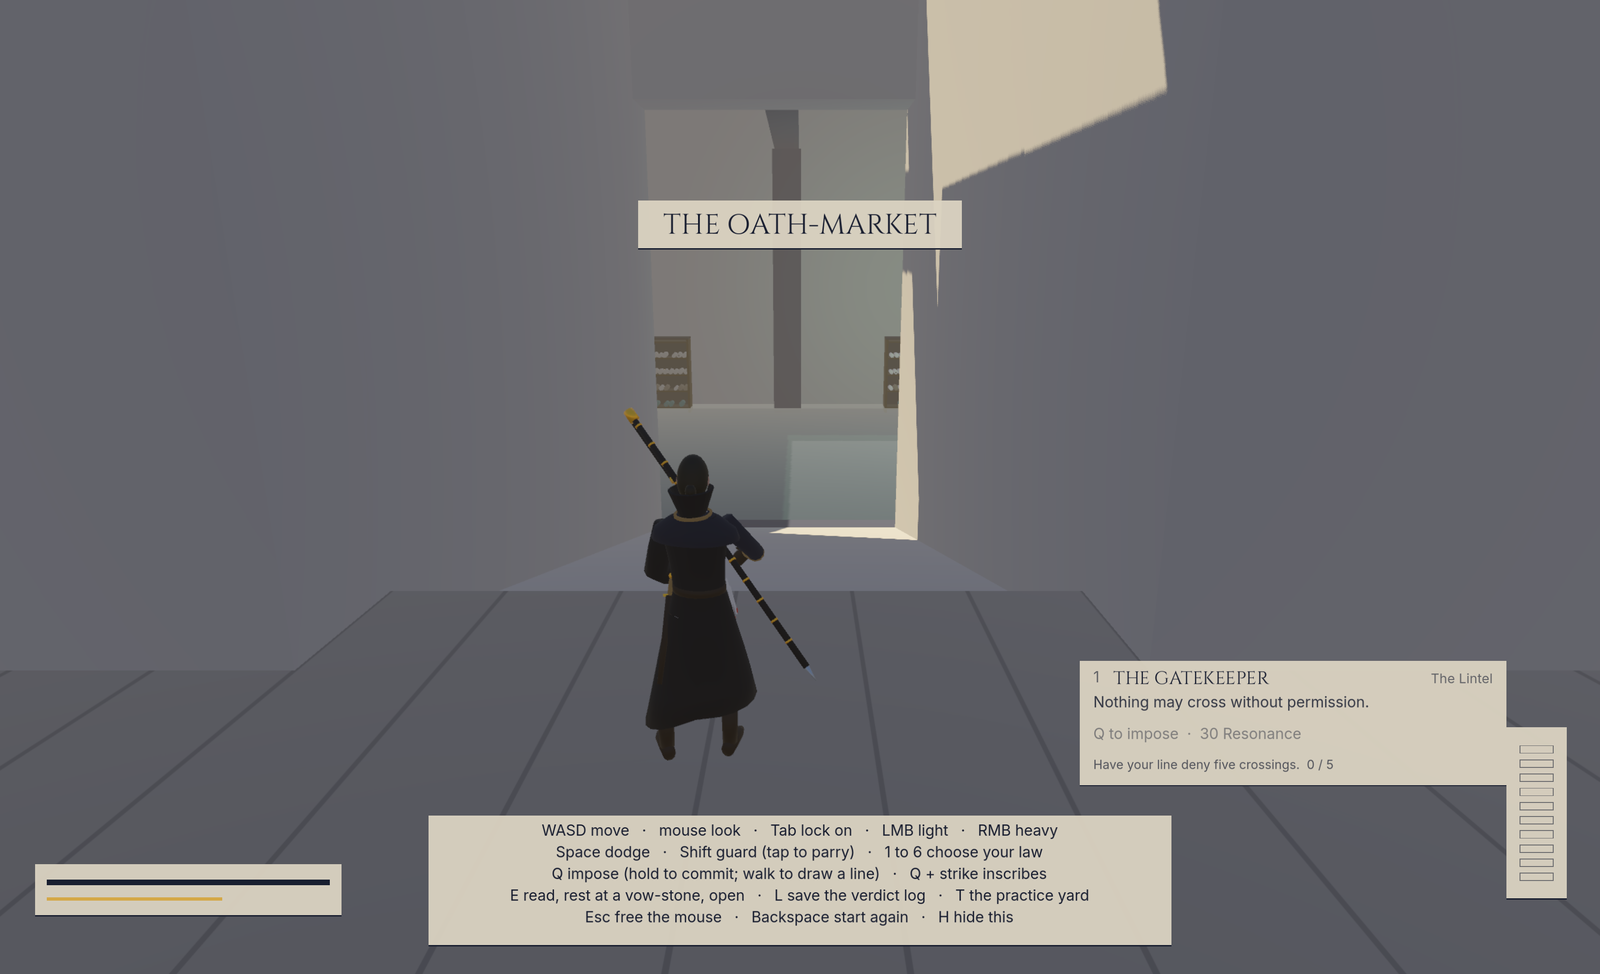 THE OATH-MARKET
1 THE GATEKEEPER The Lintel
Nothing may cross without permission.
Q to impose · 30 Resonance
Have your line deny five crossings. 0 / 5
WASD move · mouse look · Tab lock on · LMB light · RMB heavy
Space dodge · Shift guard (tap to parry) · 1 to 6 choose your law
Q impose (hold to commit; walk to draw a line) · Q + strike inscribes
E read, rest at a vow-stone, open · L save the verdict log · T the practice yard
Esc free the mouse · Backspace start again · H hide this